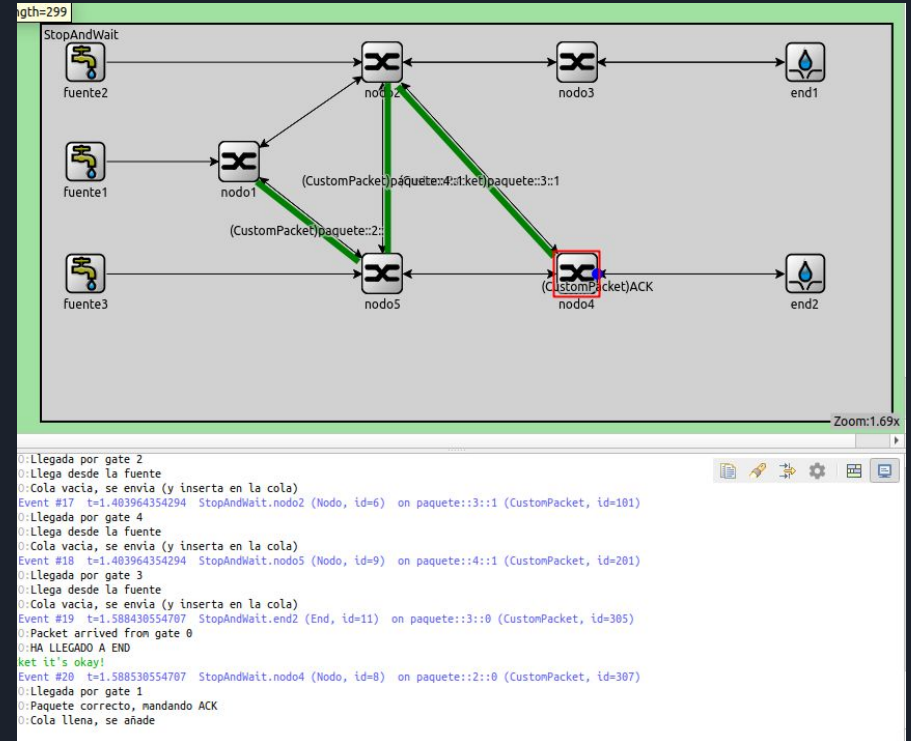 ngth=299
StopAndWait
fuente2
nodo2
nodo3
end1
fuente1
nodo1
(CustomPacket)paquete::4::1
ket)paquete::3::1
(CustomPacket)paquete::2::
fuente3
nodo5
(CustomPacket)ACK
nodo4
end2
Zoom:1.69x
0:Llegada por gate 2
0:Llega desde la fuente
0:Cola vacia, se envia (y inserta en la cola)
Event #17 t=1.403964354294 StopAndWait.nodo2 (Nodo, id=6) on paquete::3::1 (CustomPacket, id=101)
0:Llegada por gate 4
0:Llega desde la fuente
0:Cola vacia, se envia (y inserta en la cola)
Event #18 t=1.403964354294 StopAndWait.nodo5 (Nodo, id=9) on paquete::4::1 (CustomPacket, id=201)
0:Llegada por gate 3
0:Llega desde la fuente
0:Cola vacia, se envia (y inserta en la cola)
Event #19 t=1.588430554707 StopAndWait.end2 (End, id=11) on paquete::3::0 (CustomPacket, id=305)
0:Packet arrived from gate 0
0:HA LLEGADO A END
ket it's okay!
Event #20 t=1.588530554707 StopAndWait.nodo4 (Nodo, id=8) on paquete::2::0 (CustomPacket, id=307)
0:Llegada por gate 1
0:Paquete correcto, mandando ACK
0:Cola llena, se añade